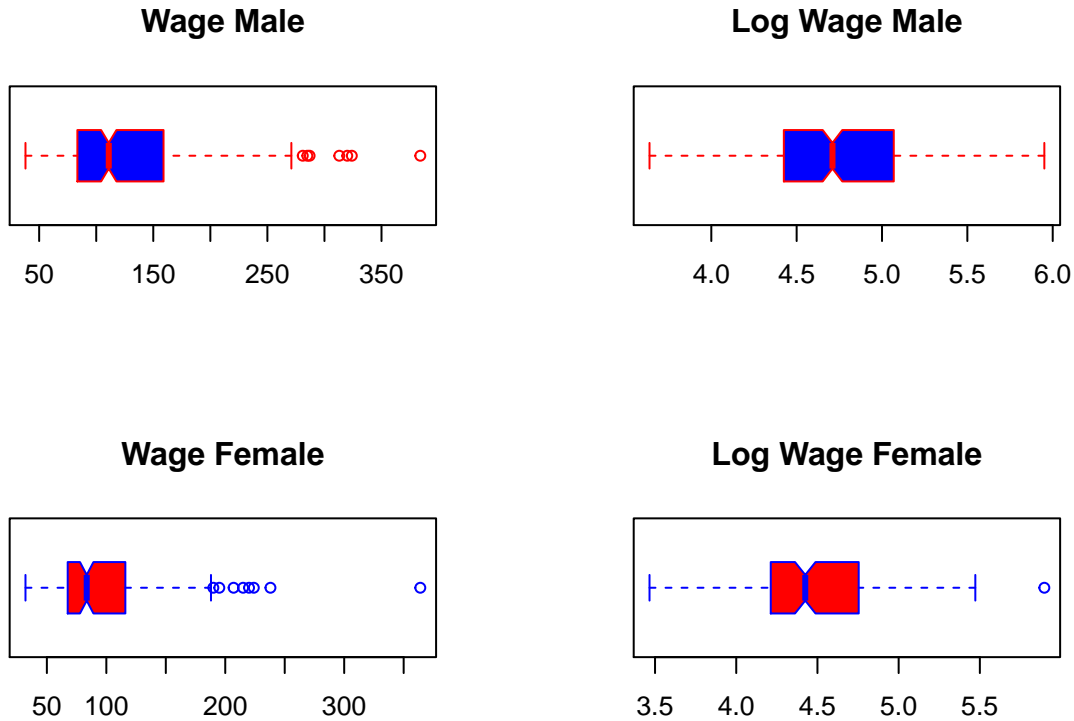 Wage Male
Log Wage Male
50 150 250 350
4.0 4.5 5.0 5.5 6.0
Wage Female
Log Wage Female
50 100 200 300
3.5 4.0 4.5 5.0 5.5